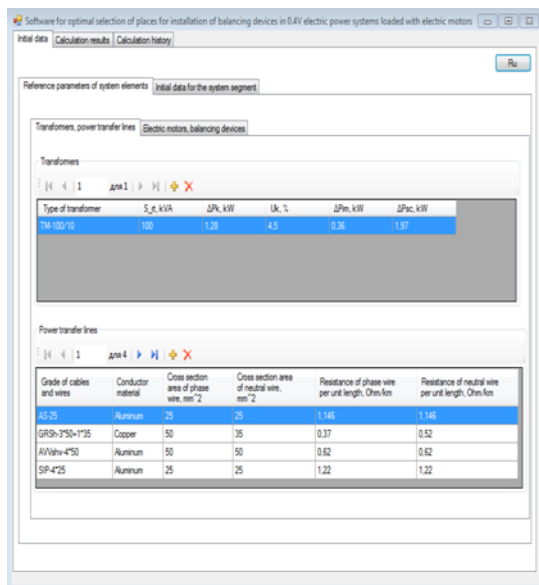 Software for optimal selection of places for installation of balancing devices in 0.4V electric power systems loaded with electric motors
Initial data Calculation results Calculation history
Ru
Reference parameters of system elements Initial data for the system segment
Transfomers, power transfer lines Electric motors, balancing devices
Transfomers
1 для 1
Type of transfomer S_rt, kVA ΔPk, kW Uk, % ΔPim, kW ΔPsc, kW
TM-100/10 100 1,28 4,5 0,36 1,97
Power transfer lines
1 для 4
Grade of cables and wires Conductor material Cross section area of phase wire, mm^2 Cross section area of neutral wire, mm^2 Resistance of phase wire per unit length, Ohm/km Resistance of neutral wire per unit length, Ohm/km
AS-25 Aluminum 25 25 1,146 1,146
GRSh-3*50+1*35 Copper 50 35 0,37 0,52
AVVshv-4*50 Aluminum 50 50 0,62 0,62
SIP-4*25 Aluminum 25 25 1,22 1,22